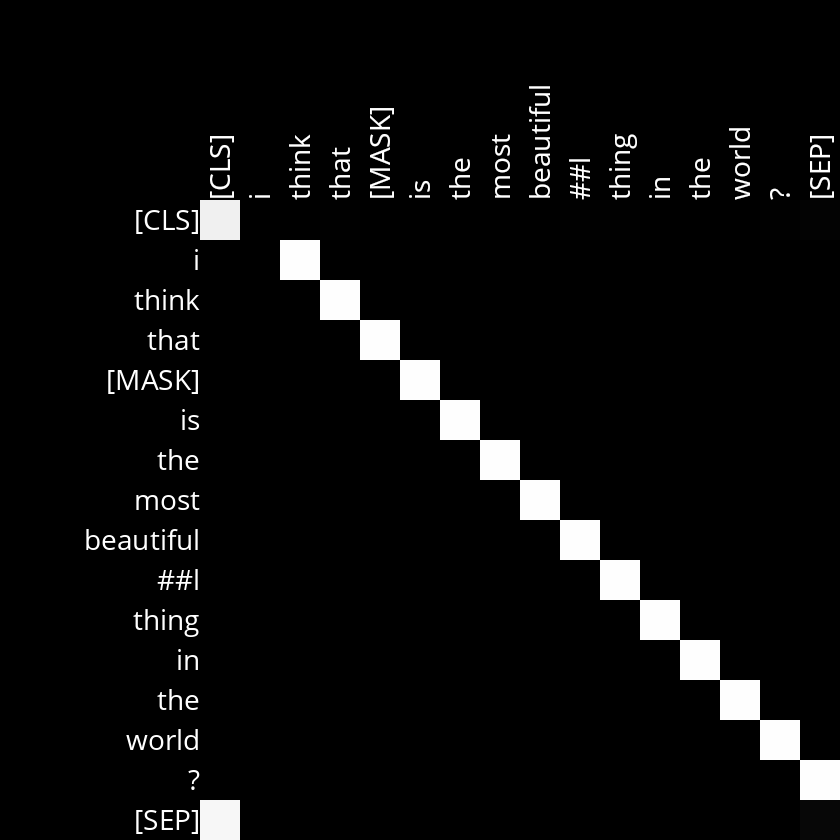 [CLS] i think that [MASK] is the most beautiful ##l thing in the world ? [SEP]
[CLS]
i
think
that
[MASK]
is
the
most
beautiful
##l
thing
in
the
world
?
[SEP]